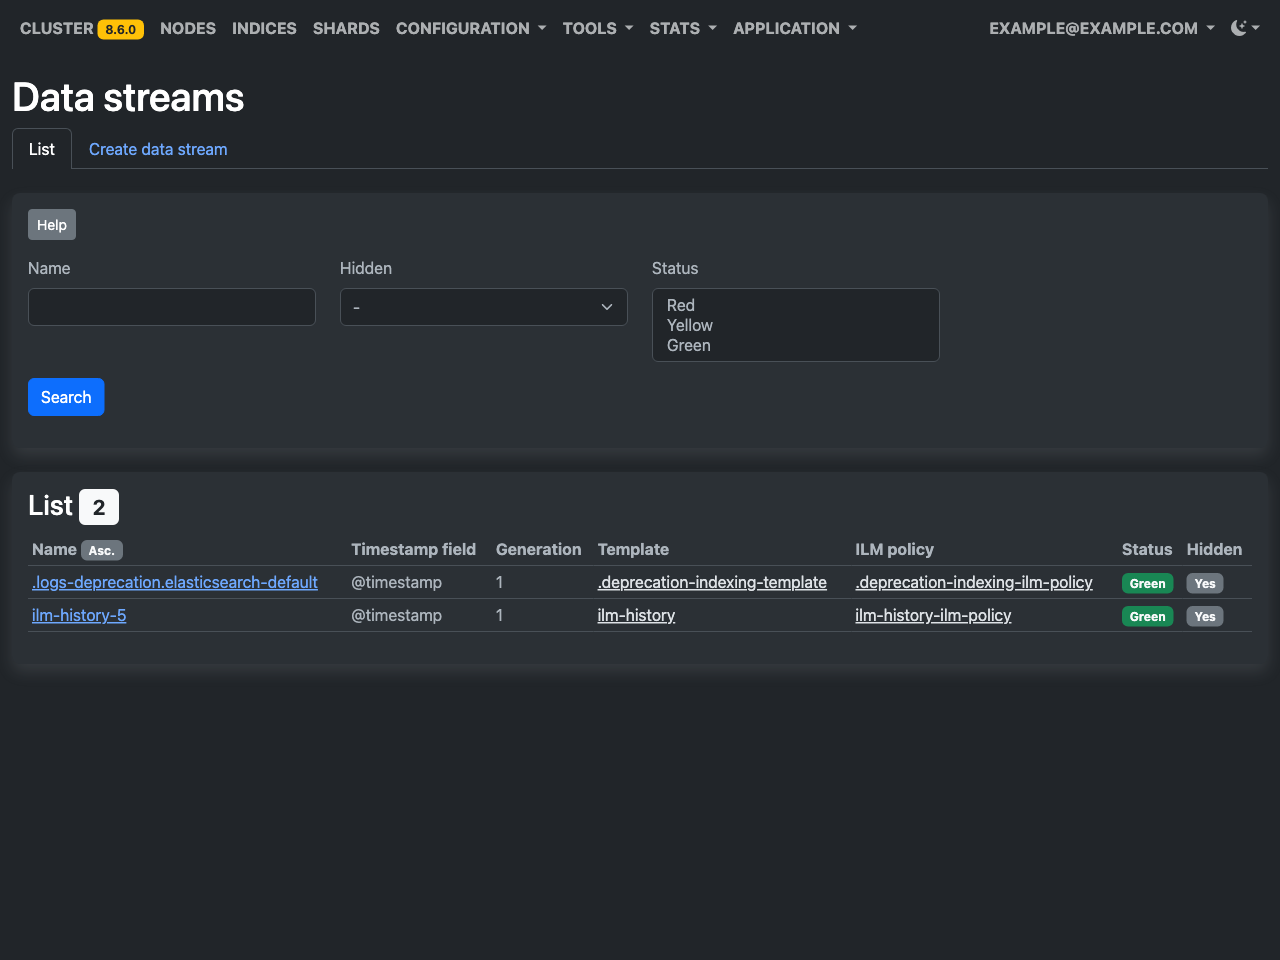 CLUSTER 8.6.0 NODES INDICES SHARDS CONFIGURATION TOOLS STATS APPLICATION EXAMPLE@EXAMPLE.COM
Data streams
List Create data stream
Help
Name Hidden Status
-
Red
Yellow
Green
Search
List 2
Name Asc. Timestamp field Generation Template ILM policy Status Hidden
.logs-deprecation.elasticsearch-default @timestamp 1 .deprecation-indexing-template .deprecation-indexing-ilm-policy Green Yes
ilm-history-5 @timestamp 1 ilm-history ilm-history-ilm-policy Green Yes